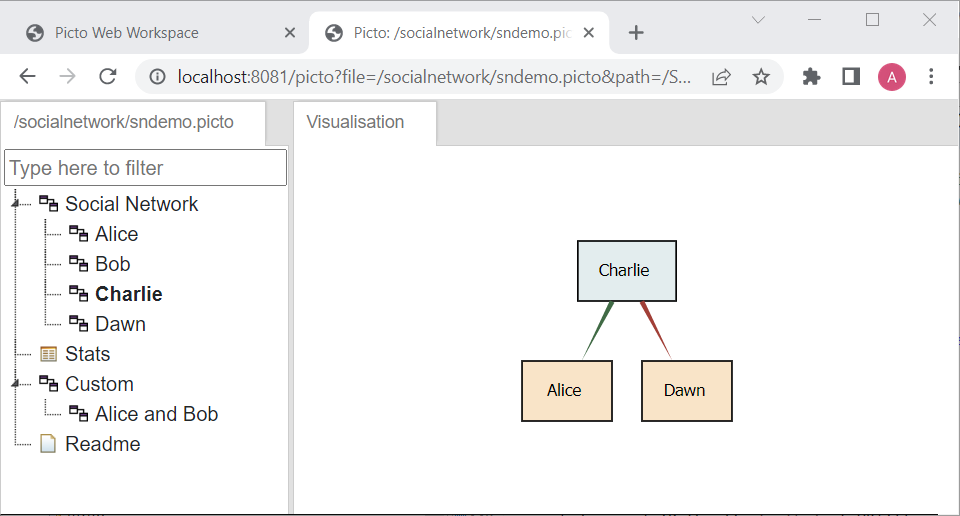 Picto Web Workspace
Picto: /socialnetwork/sndemo.pic
localhost:8081/picto?file=/socialnetwork/sndemo.picto&path=/S...
A
/socialnetwork/sndemo.picto
Visualisation
Type here to filter
Social Network
Alice
Bob
Charlie
Dawn
Stats
Custom
Alice and Bob
Readme
Charlie
Alice
Dawn